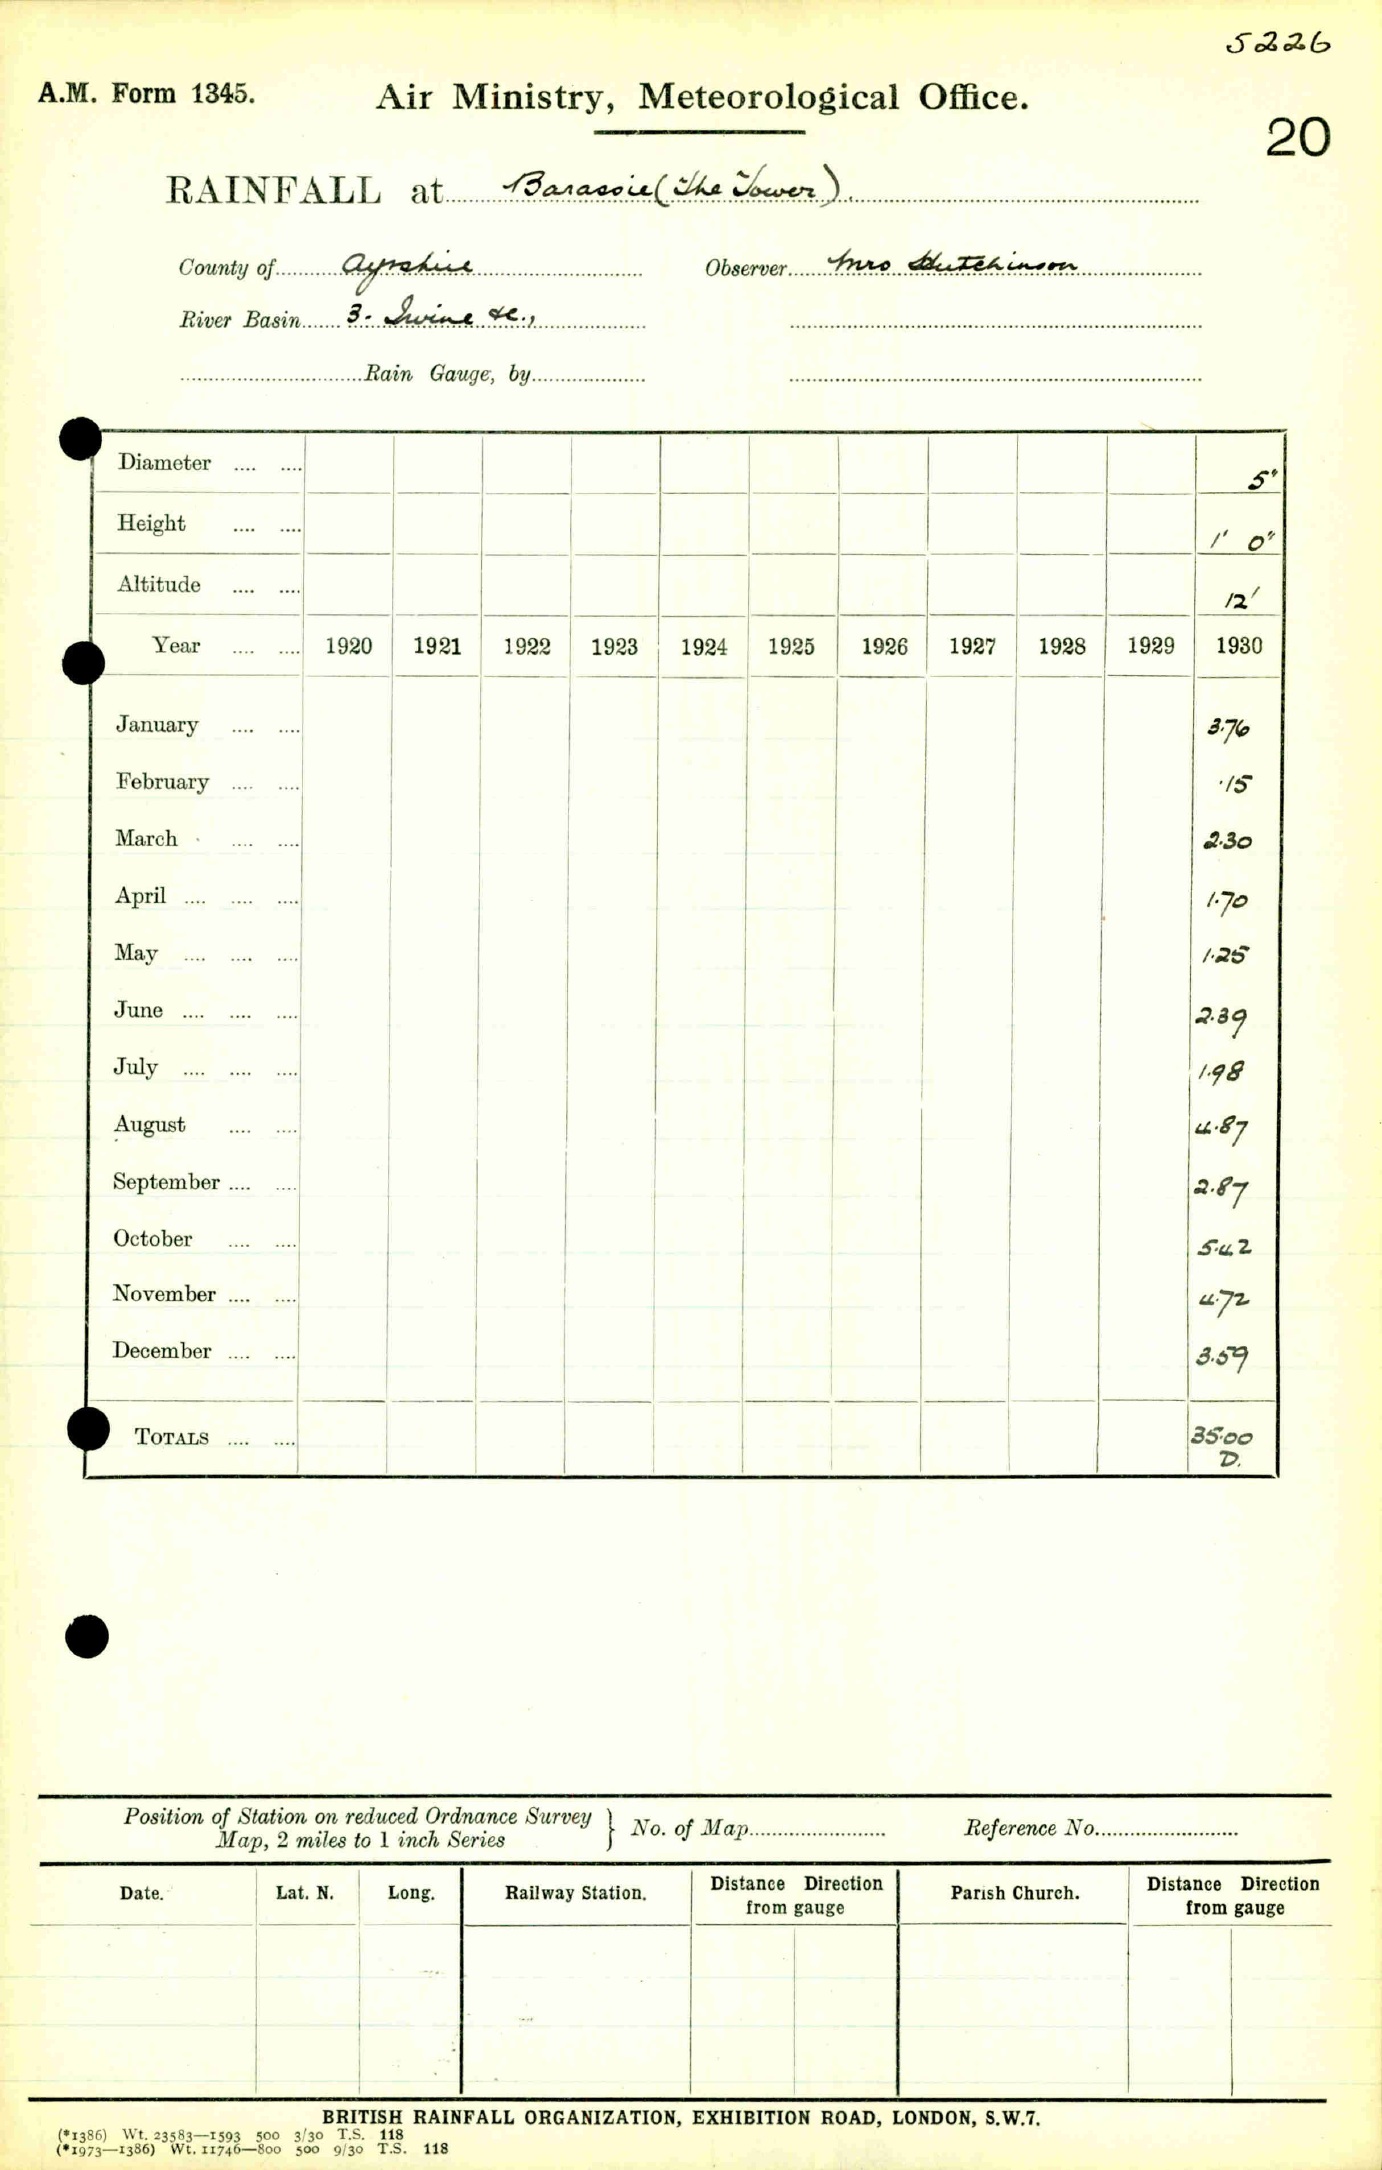 5226
A.M. Form 1345.
Air Ministry, Meteorological Office.
20
RAINFALL at Barassie (The Tower).
County of Ayrshire Observer Mrs Hutchinson
River Basin 3. Irvine &c.,
Rain Gauge, by
Diameter .... .... 5"
Height .... .... 1' 0"
Altitude .... .... 12'
Year .... .... 1920 1921 1922 1923 1924 1925 1926 1927 1928 1929 1930
January .... .... 3.76
February .... .... .15
March .... .... 2.30
April .... .... .... 1.70
May .... .... .... 1.25
June .... .... .... 2.39
July .... .... .... 1.98
August .... .... 4.87
September .... .... 2.87
October .... .... 5.42
November .... .... 4.72
December .... .... 3.59
TOTALS .... .... 35.00
D.
Position of Station on reduced Ordnance Survey
Map, 2 miles to 1 inch Series } No. of Map Reference No.
Date. Lat. N. Long. Railway Station. Distance Direction from gauge Parish Church. Distance Direction from gauge
BRITISH RAINFALL ORGANIZATION, EXHIBITION ROAD, LONDON, S.W.7.
(*1386) Wt. 23583—1593 500 3/30 T.S. 118
(*1973—1386) Wt. 11746—800 500 9/30 T.S. 118